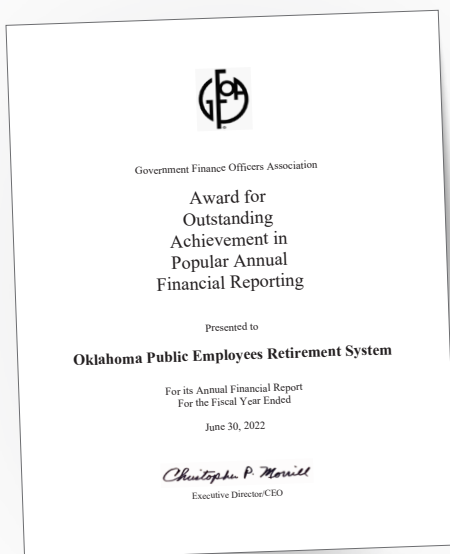 GFOA
Government Finance Officers Association
Award for
Outstanding
Achievement in
Popular Annual
Financial Reporting
Presented to
Oklahoma Public Employees Retirement System
For its Annual Financial Report
For the Fiscal Year Ended
June 30, 2022
Christopher P. Morrill
Executive Director/CEO